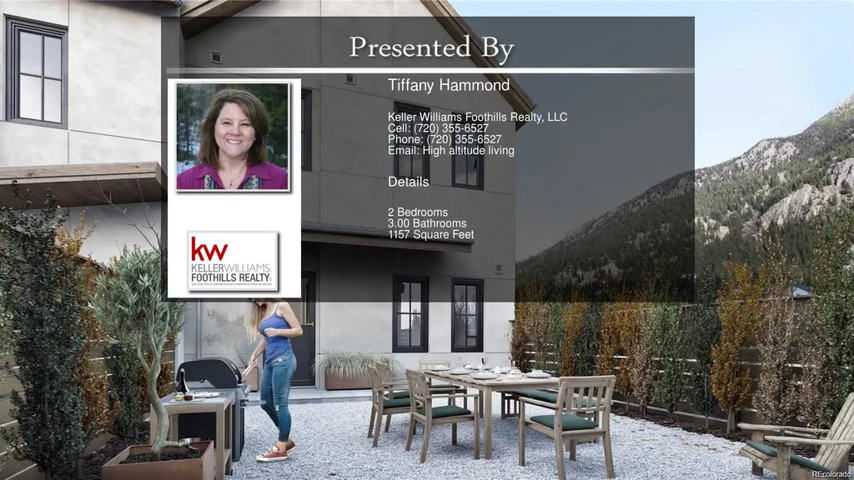 Presented By
Tiffany Hammond
Keller Williams Foothills Realty, LLC
Cell: (720) 355-6527
Phone: (720) 355-6527
Email: High altitude living
Details
2 Bedrooms
3.00 Bathrooms
1157 Square Feet
kw
KELLERWILLIAMS.
FOOTHILLS REALTY
REcolorado